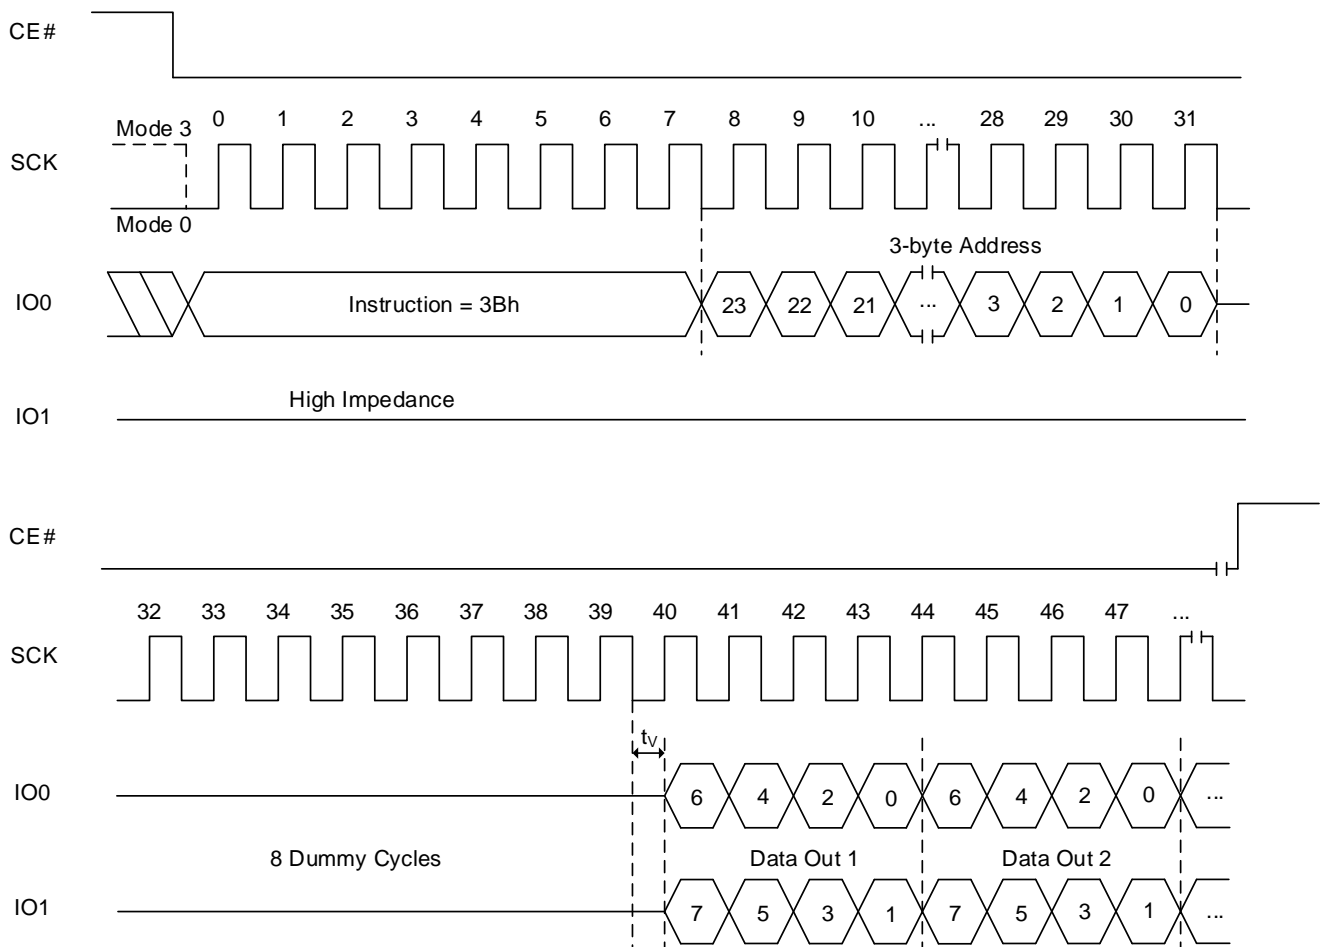 CE#
Mode 3 0 1 2 3 4 5 6 7 8 9 10 ... 28 29 30 31
SCK
Mode 0
3-byte Address
IO0 Instruction = 3Bh 23 22 21 ... 3 2 1 0
High Impedance
IO1
CE#
32 33 34 35 36 37 38 39 40 41 42 43 44 45 46 47 ...
SCK
tV
IO0 6 4 2 0 6 4 2 0 ...
8 Dummy Cycles Data Out 1 Data Out 2
IO1 7 5 3 1 7 5 3 1 ...